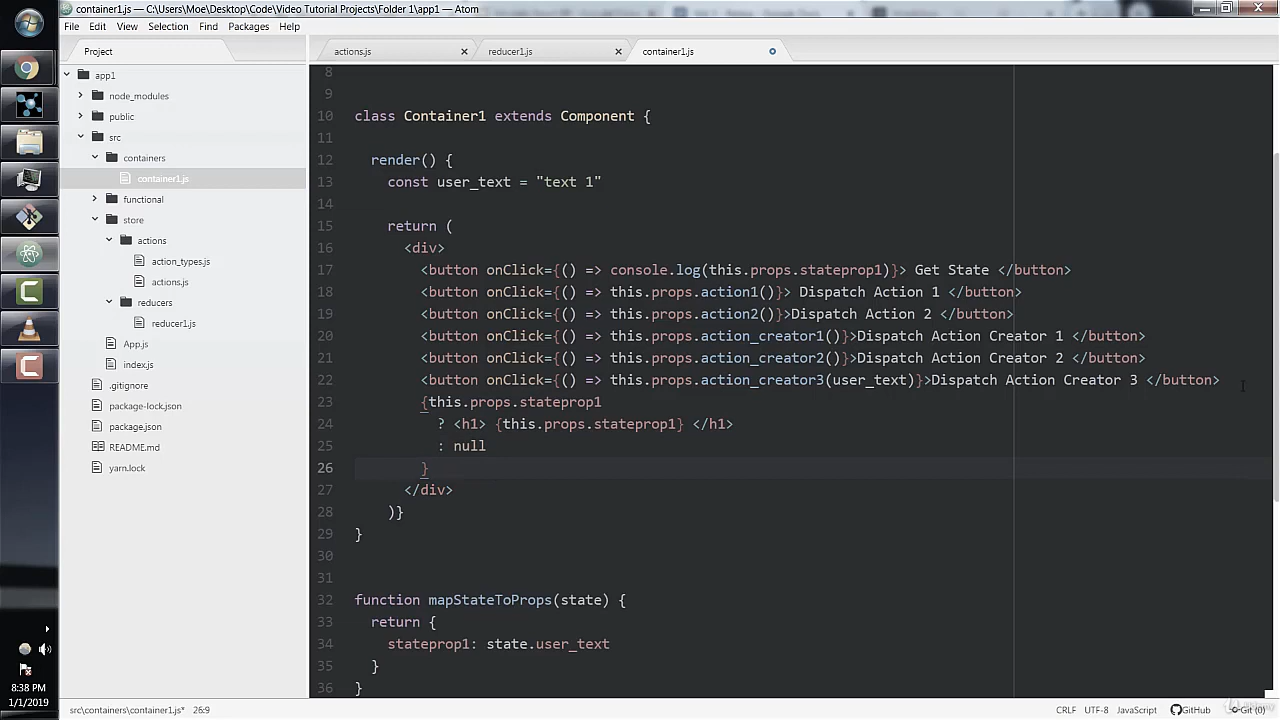 container1.js — C:\Users\Moe\Desktop\Code\Video Tutorial Projects\Folder 1\app1 — Atom
File Edit View Selection Find Packages Help
Project
actions.js
reducer1.js
container1.js
app1
node_modules
public
src
containers
container1.js
functional
store
actions
action_types.js
actions.js
reducers
reducer1.js
App.js
index.js
.gitignore
package-lock.json
package.json
README.md
yarn.lock
8
9
10 class Container1 extends Component {
11
12 render() {
13 const user_text = "text 1"
14
15 return (
16 <div>
17 <button onClick={() => console.log(this.props.stateprop1)}> Get State </button>
18 <button onClick={() => this.props.action1()}> Dispatch Action 1 </button>
19 <button onClick={() => this.props.action2()}>Dispatch Action 2 </button>
20 <button onClick={() => this.props.action_creator1()}>Dispatch Action Creator 1 </button>
21 <button onClick={() => this.props.action_creator2()}>Dispatch Action Creator 2 </button>
22 <button onClick={() => this.props.action_creator3(user_text)}>Dispatch Action Creator 3 </button>
23 {this.props.stateprop1
24 ? <h1> {this.props.stateprop1} </h1>
25 : null
26 }
27 </div>
28 )}
29 }
30
31
32 function mapStateToProps(state) {
33 return {
34 stateprop1: state.user_text
35 }
36 }
8:38 PM
1/1/2019
src\containers\container1.js* 26:9
CRLF UTF-8 JavaScript GitHub Git (0)